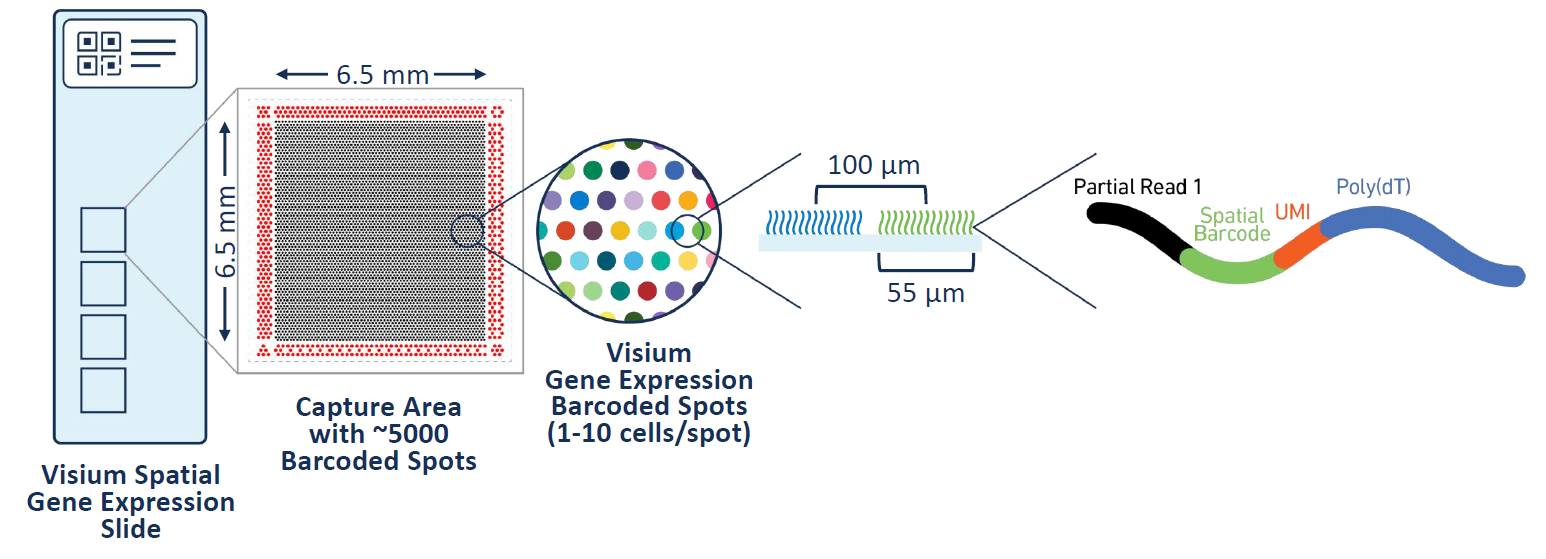 Visium Spatial
Gene Expression
Slide
6.5 mm
6.5 mm
Capture Area
with ~5000
Barcoded Spots
Visium
Gene Expression
Barcoded Spots
(1-10 cells/spot)
100 µm
55 µm
Partial Read 1
Spatial
Barcode
UMI
Poly(dT)